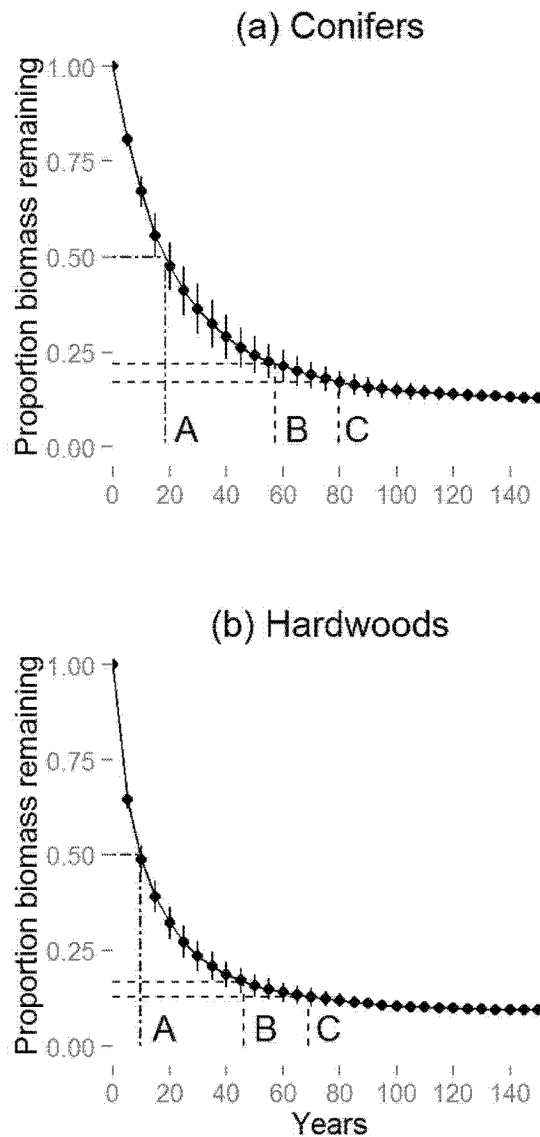 (a) Conifers
Proportion biomass remaining
1.00
0.75
0.50
0.25
0.00
A
B
C
0 20 40 60 80 100 120 140
(b) Hardwoods
Proportion biomass remaining
1.00
0.75
0.50
0.25
0.00
A
B
C
0 20 40 60 80 100 120 140
Years